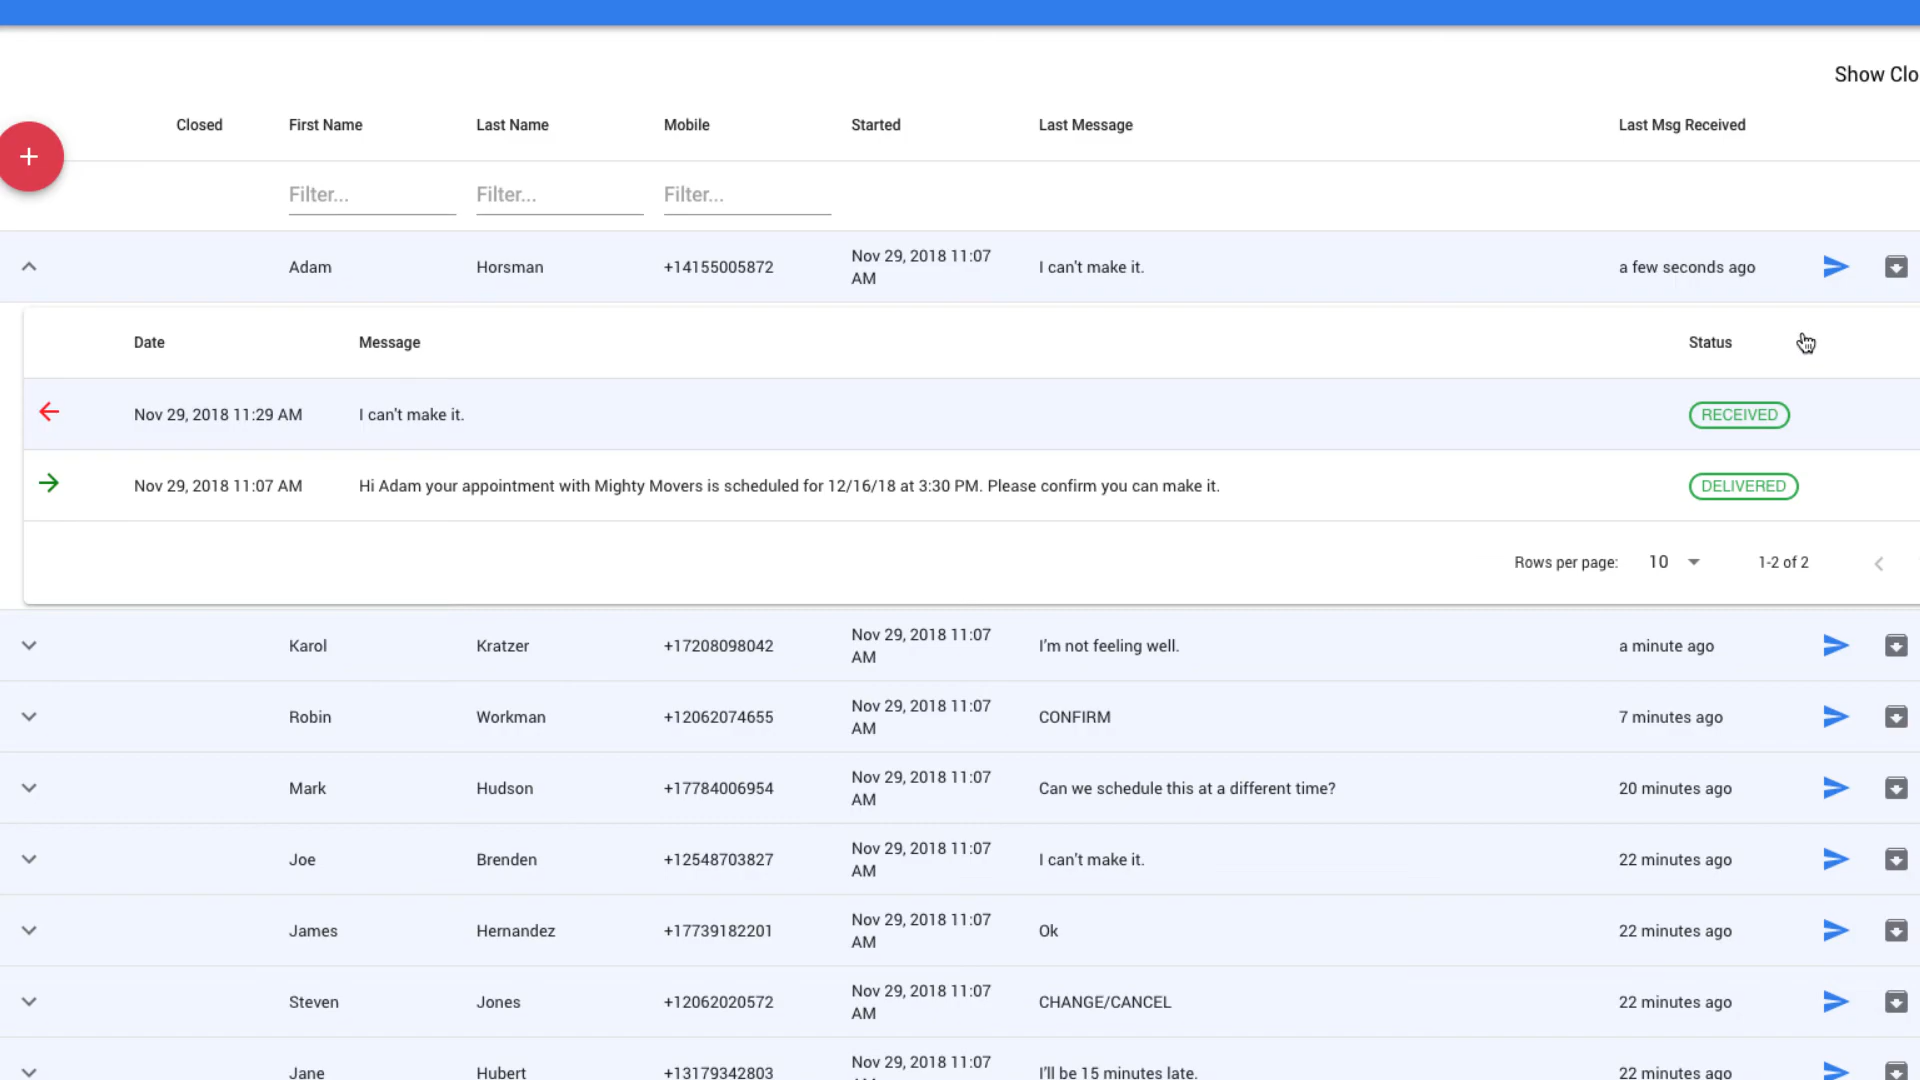 Show Clo
Closed First Name Last Name Mobile Started Last Message Last Msg Received
Filter... Filter... Filter...
Adam Horsman +14155005872 Nov 29, 2018 11:07 AM I can't make it. a few seconds ago
Date Message Status
Nov 29, 2018 11:29 AM I can't make it. RECEIVED
Nov 29, 2018 11:07 AM Hi Adam your appointment with Mighty Movers is scheduled for 12/16/18 at 3:30 PM. Please confirm you can make it. DELIVERED
Rows per page: 10 1-2 of 2
Karol Kratzer +17208098042 Nov 29, 2018 11:07 AM I'm not feeling well. a minute ago
Robin Workman +12062074655 Nov 29, 2018 11:07 AM CONFIRM 7 minutes ago
Mark Hudson +17784006954 Nov 29, 2018 11:07 AM Can we schedule this at a different time? 20 minutes ago
Joe Brenden +12548703827 Nov 29, 2018 11:07 AM I can't make it. 22 minutes ago
James Hernandez +17739182201 Nov 29, 2018 11:07 AM Ok 22 minutes ago
Steven Jones +12062020572 Nov 29, 2018 11:07 AM CHANGE/CANCEL 22 minutes ago
Jane Hubert +13179342803 Nov 29, 2018 11:07 I'll be 15 minutes late. 22 minutes ago